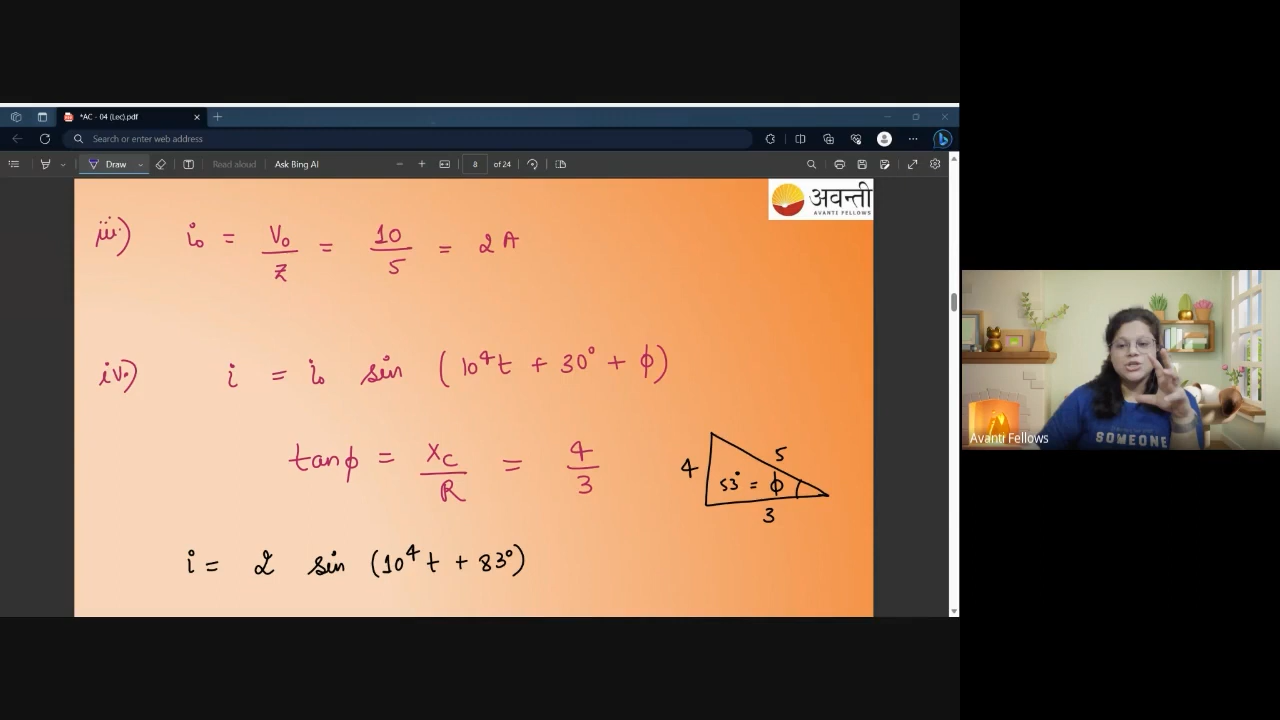 *AC - 04 (Lec).pdf
Search or enter web address
Draw
Read aloud
Ask Bing AI
8 of 24
अवन्ती
AVANTI FELLOWS
iii.) i₀ = V₀/Z = 10/5 = 2 A
iv.) i = i₀ sin (10⁴t + 30° + ϕ)
tanϕ = X_C/R = 4/3
4
5
53° = ϕ
3
i = 2 sin (10⁴t + 83°)
SOMEONE
Avanti Fellows